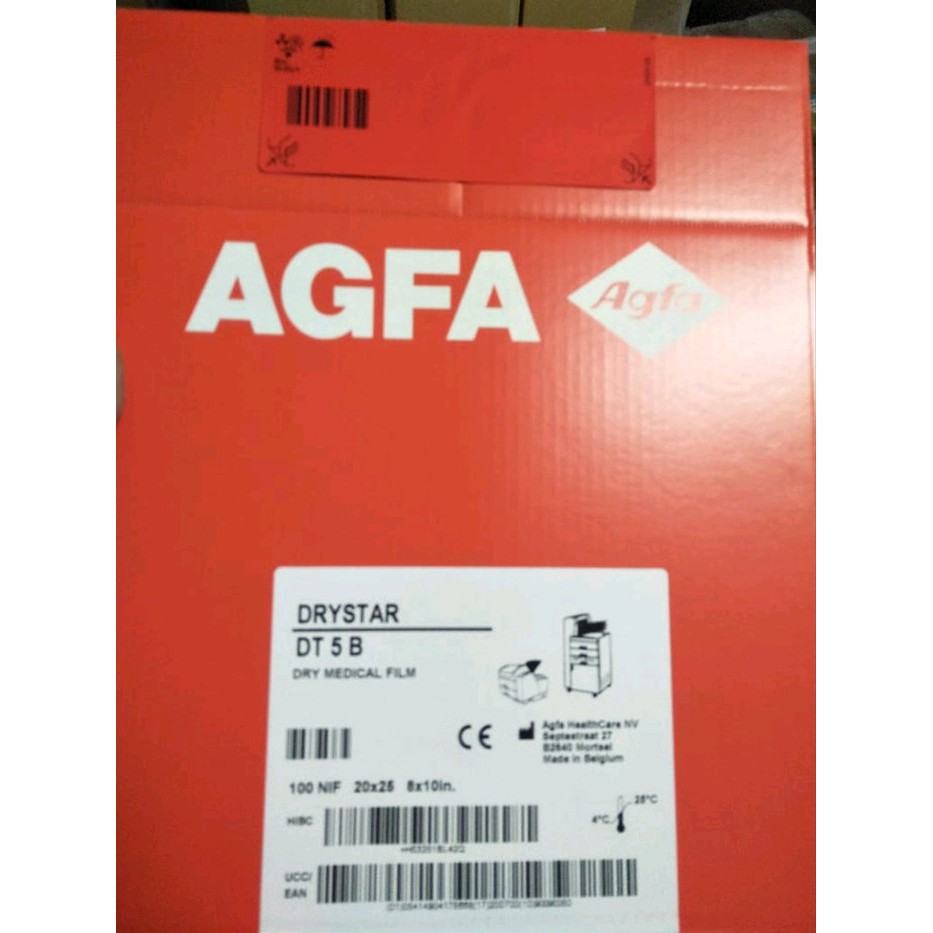 AGFA
Agfa
DRYSTAR
DT 5 B
DRY MEDICAL FILM
CE
Agfa HealthCare NV
Septestraat 27
B2640 Mortsel
Made in Belgium
100 NIF 20x25 8x10in.
25°C
4°C
HIBC
UCC/
EAN